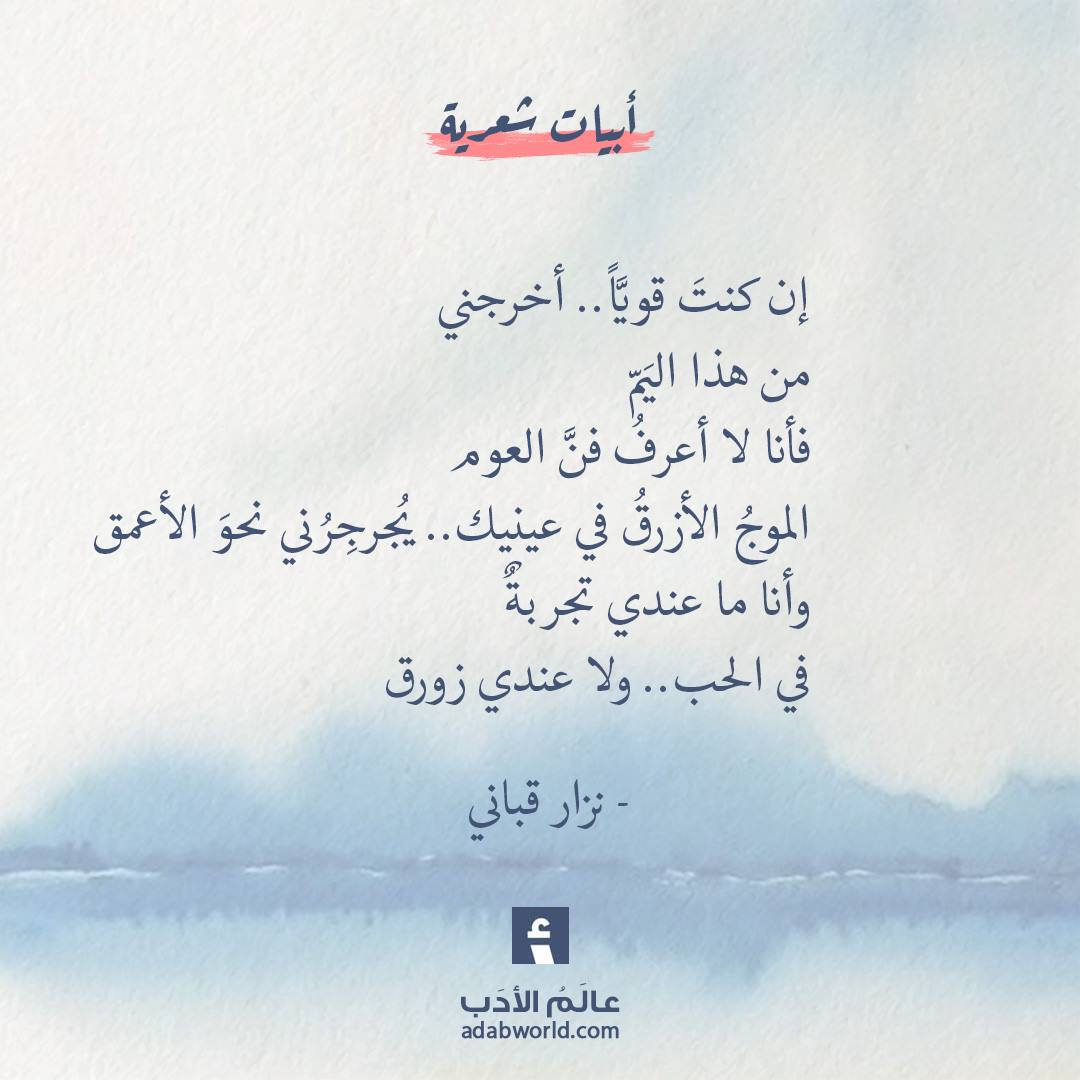 أبيات شعرية
إن كنتَ قويَّاً.. أخرجني
من هذا اليَمّ
فأنا لا أعرفُ فنَّ العوم
الموجُ الأزرقُ في عينيك.. يُجرجِرُني نحوَ الأعمق
وأنا ما عندي تجربةٌ
في الحب.. ولا عندي زورق
- نزار قباني
أ
عالَمُ الأدَب
adabworld.com